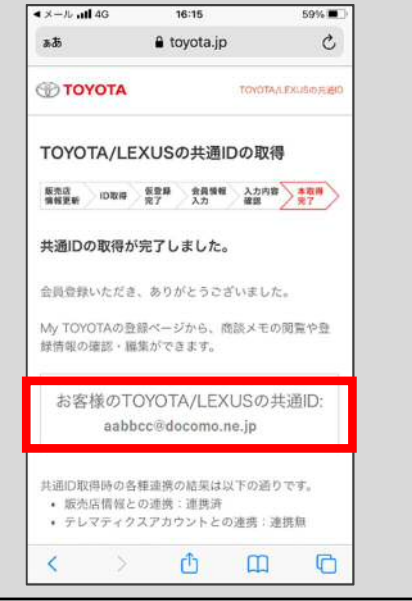 ◀メール 4G 16:15 59%
ああ toyota.jp
TOYOTA TOYOTA/LEXUSの共通ID
TOYOTA/LEXUSの共通IDの取得
販売店情報更新 ID取得 仮登録完了 会員情報入力 入力内容確認 本取得完了
共通IDの取得が完了しました。
会員登録いただき、ありがとうございました。
My TOYOTAの登録ページから、商談メモの閲覧や登
録情報の確認・編集ができます。
お客様のTOYOTA/LEXUSの共通ID:
aabbcc@docomo.ne.jp
共通ID取得時の各種連携の結果は以下の通りです。
• 販売店情報との連携:連携済
• テレマティクスアカウントとの連携:連携無